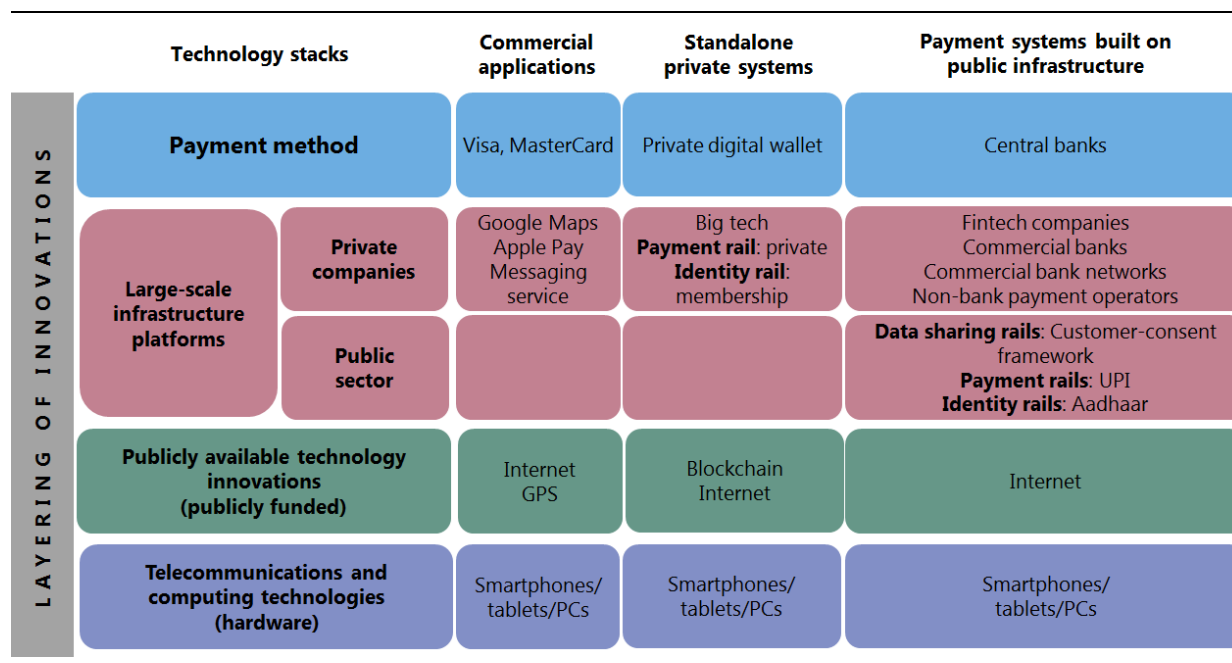 Technology stacks
Commercial
applications
Standalone
private systems
Payment systems built on
public infrastructure
LAYERING OF INNOVATIONS
Payment method
Visa, MasterCard
Private digital wallet
Central banks
Large-scale
infrastructure
platforms
Private
companies
Google Maps
Apple Pay
Messaging
service
Big tech
Payment rail: private
Identity rail:
membership
Fintech companies
Commercial banks
Commercial bank networks
Non-bank payment operators
Public
sector
Data sharing rails: Customer-consent
framework
Payment rails: UPI
Identity rails: Aadhaar
Publicly available technology
innovations
(publicly funded)
Internet
GPS
Blockchain
Internet
Internet
Telecommunications and
computing technologies
(hardware)
Smartphones/
tablets/PCs
Smartphones/
tablets/PCs
Smartphones/
tablets/PCs